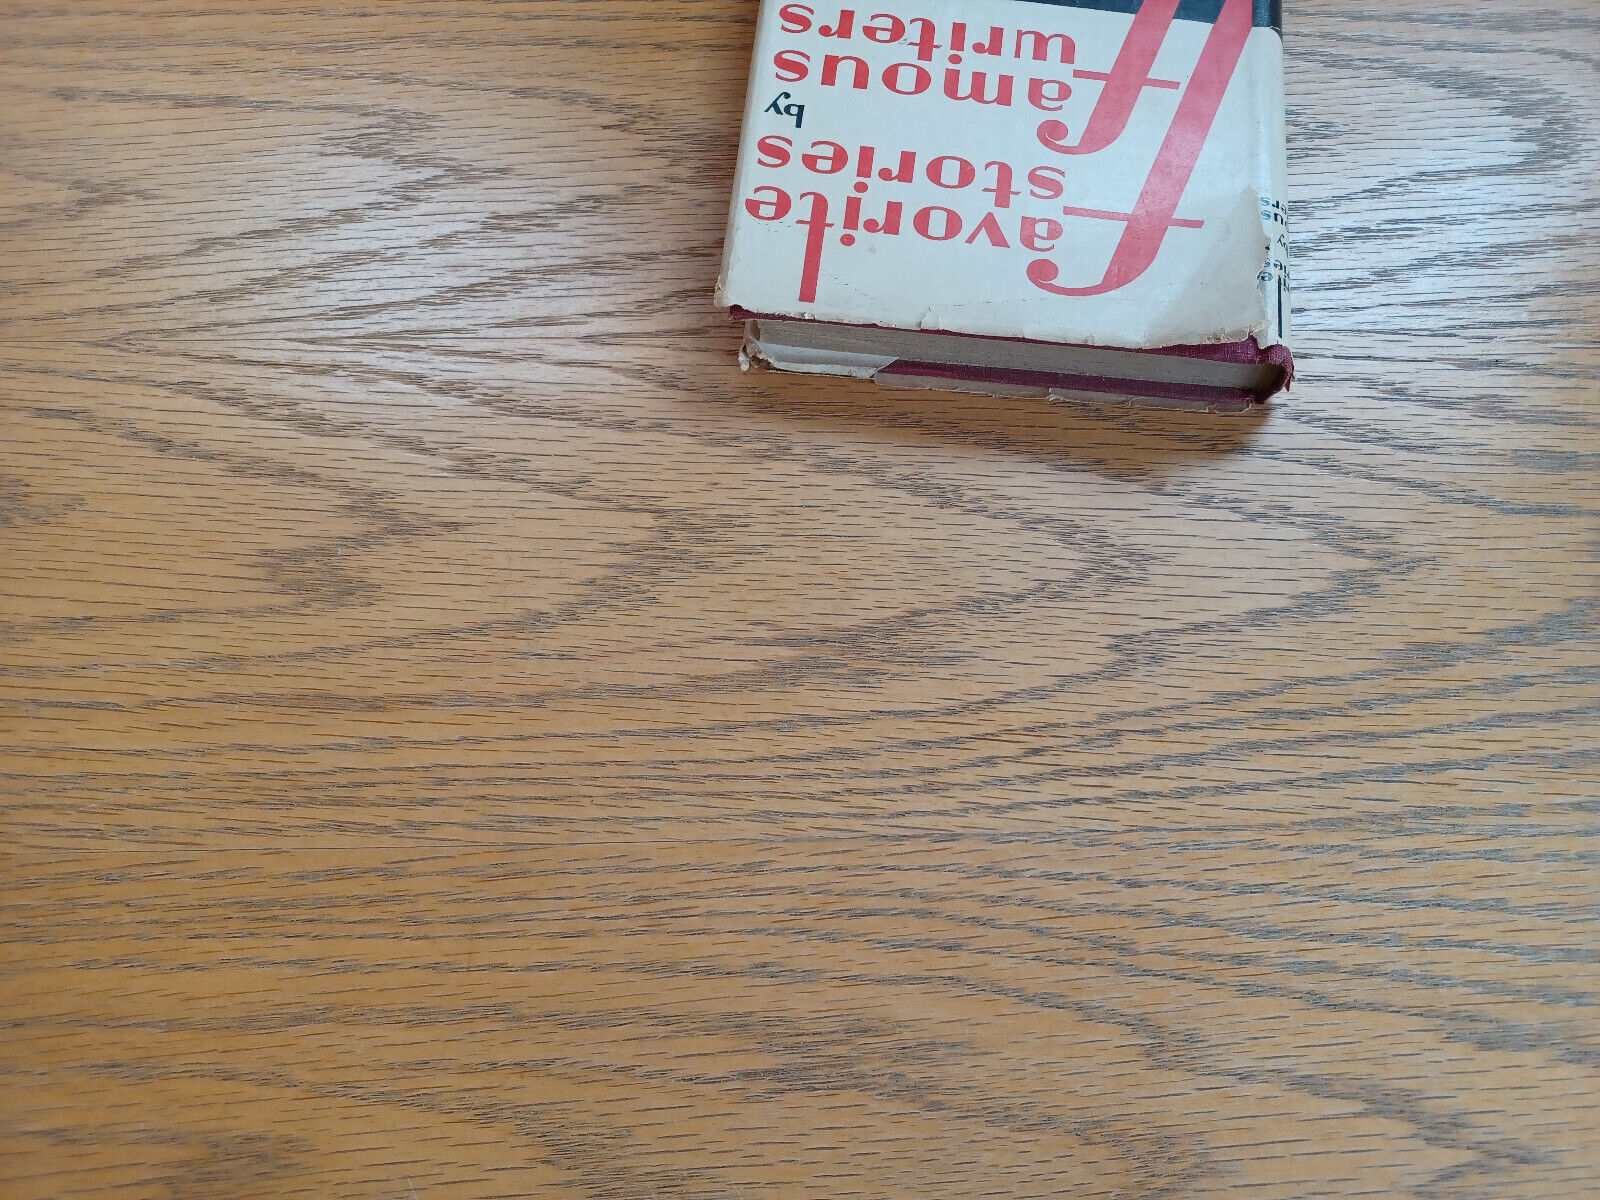 favorite
stories
by
famous
writers